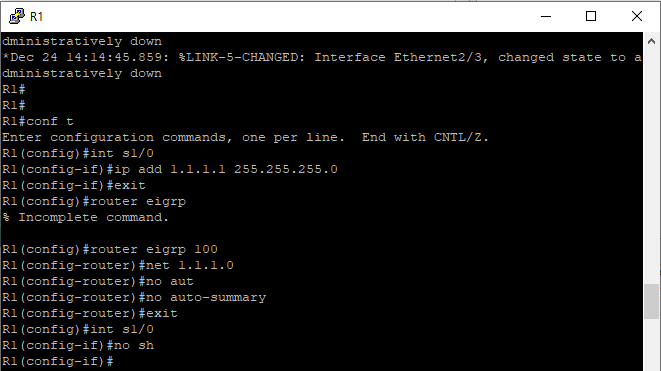 R1
dministratively down
*Dec 24 14:14:45.859: %LINK-5-CHANGED: Interface Ethernet2/3, changed state to a
dministratively down
R1#
R1#
R1#conf t
Enter configuration commands, one per line.  End with CNTL/Z.
R1(config)#int s1/0
R1(config-if)#ip add 1.1.1.1 255.255.255.0
R1(config-if)#exit
R1(config)#router eigrp
% Incomplete command.

R1(config)#router eigrp 100
R1(config-router)#net 1.1.1.0
R1(config-router)#no aut
R1(config-router)#no auto-summary
R1(config-router)#exit
R1(config)#int s1/0
R1(config-if)#no sh
R1(config-if)#